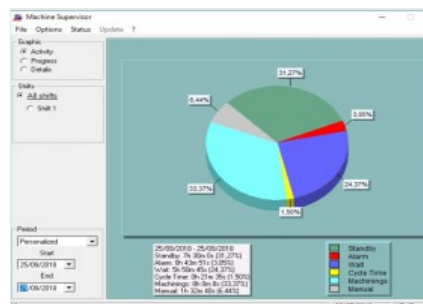 Machine Supervisor
File Options Status Update ?
Graphic
Activity
Progress
Details
Shifts
All shifts
Shift 1
31,27%
3,05%
6,44%
33,37%
24,37%
1,50%
Period
Personalized
Start
25/09/2018
End
/09/2018
25/09/2018 - 25/09/2018
Standby: 7h 30m 0s (31,27%)
Alarm: 0h 43m 51s (3,05%)
Wait: 5h 50m 45s (24,37%)
Cycle Time: 0h 21m 35s (1,50%)
Machinings: 8h 0m 8s (33,37%)
Manual: 1h 32m 40s (6,44%)
Standby
Alarm
Wait
Cycle Time
Machinings
Manual